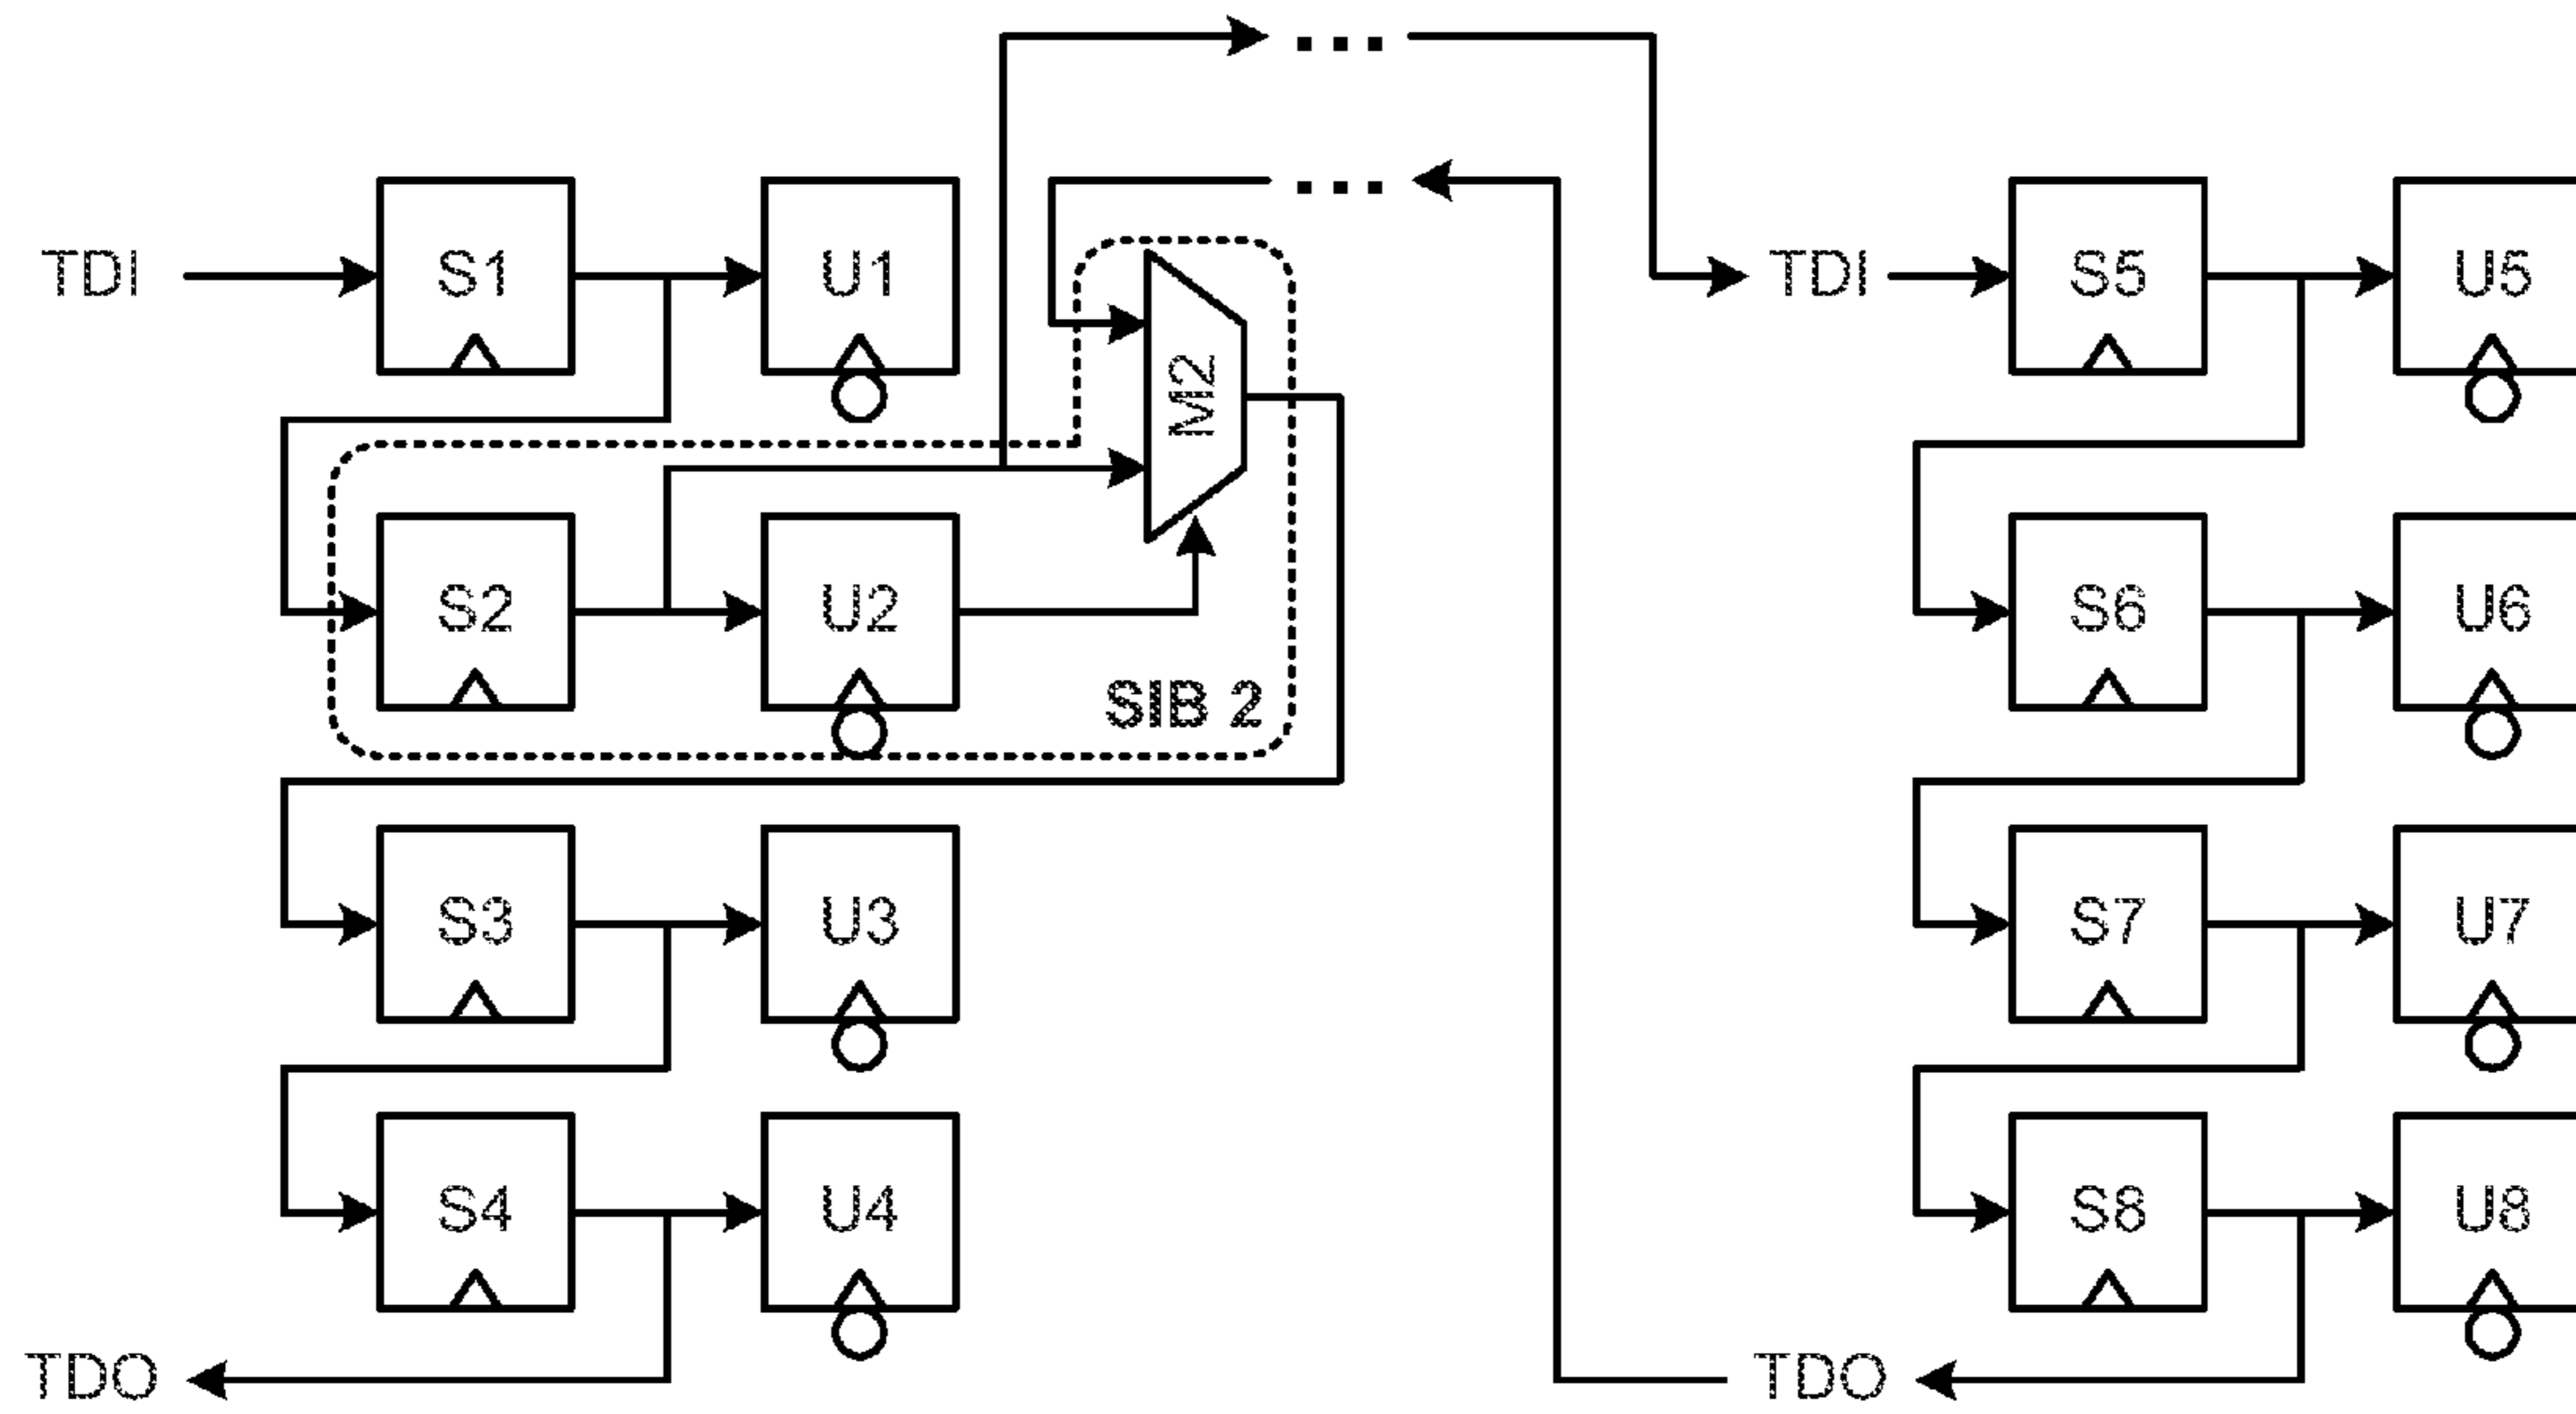 ... 
...
TDI S1 U1 M2 TDI S5 U5
S2 U2 S6 U6
SIB 2
S3 U3 S7 U7
S4 U4 S8 U8
TDO TDO